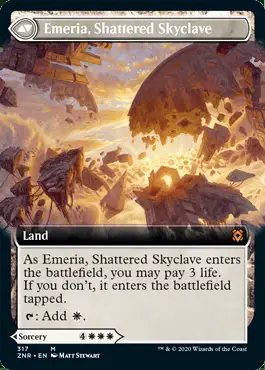 Emeria, Shattered Skyclave
Land
As Emeria, Shattered Skyclave enters
the battlefield, you may pay 3 life.
If you don't, it enters the battlefield
tapped.
: Add .
Sorcery 4
317 M
ZNR • EN MATT STEWART
™ & © 2020 Wizards of the Coast